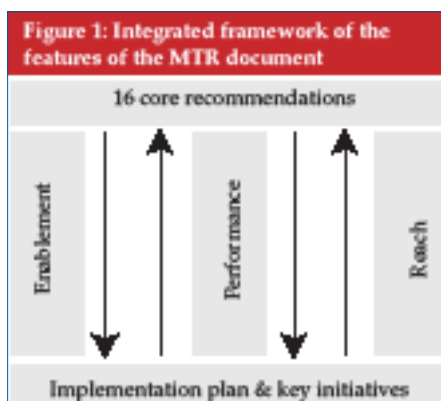 Figure 1: Integrated framework of the
features of the MTR document
16 core recommendations
Enablement
Performance
Reach
Implementation plan & key initiatives